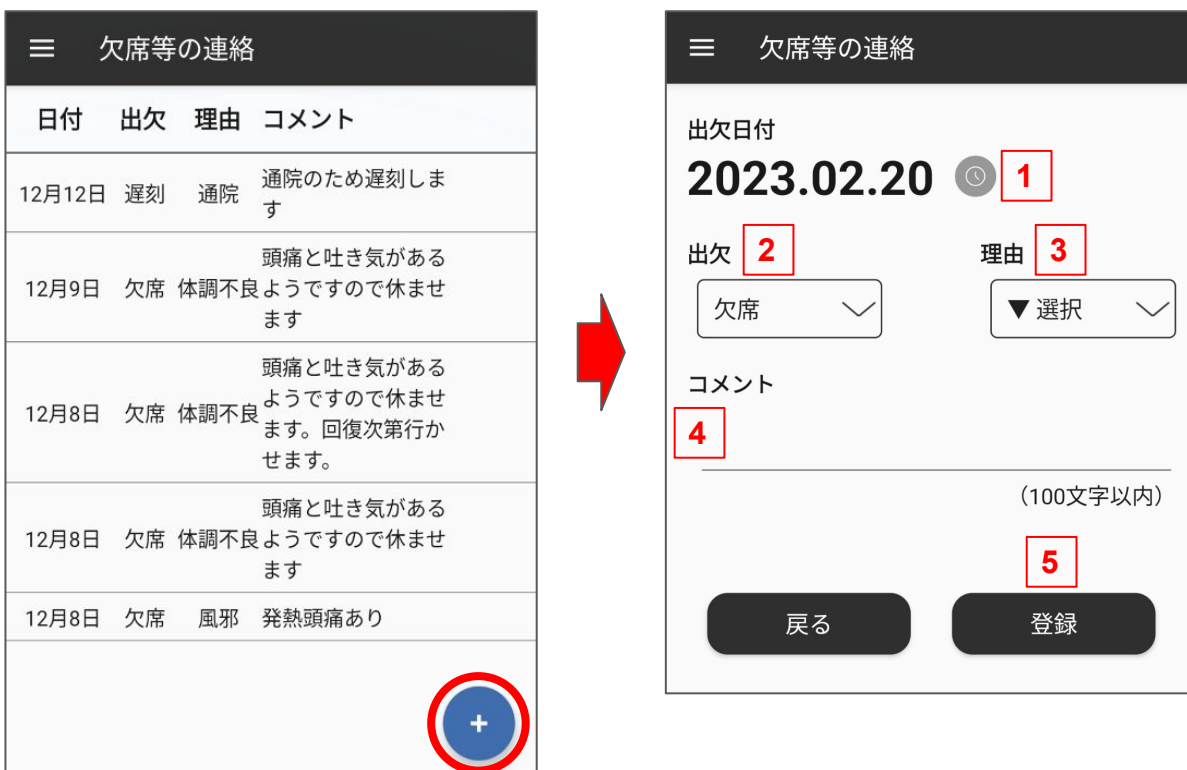 欠席等の連絡
日付 出欠 理由 コメント
12月12日 遅刻 通院 通院のため遅刻しま
す
頭痛と吐き気がある
12月9日 欠席 体調不良 ようですので休ませ
ます
頭痛と吐き気がある
ようですので休ませ
12月8日 欠席 体調不良 ます。回復次第行か
せます。
頭痛と吐き気がある
12月8日 欠席 体調不良 ようですので休ませ
ます
12月8日 欠席 風邪 発熱頭痛あり
+
欠席等の連絡
出欠日付
2023.02.20 1
出欠 2 理由 3
欠席 ▼ 選択
コメント
4
（100文字以内）
5
戻る 登録